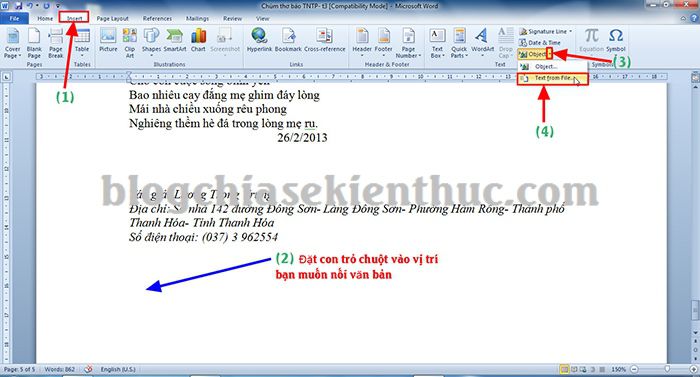 Chùm thơ báo TNTP- t3 [Compatibility Mode] - Microsoft Word
File Home Insert Page Layout References Mailings Review View
Signature Line
Date & Time
Object
Cover Page Blank Page Page Break Table Picture Clip Art Shapes SmartArt Chart Screenshot Hyperlink Bookmark Cross-reference Header Footer Page Number Text Box Quick Parts WordArt Drop Cap Equation Symbol
Pages Tables Illustrations Links Header & Footer Symbols
Object...
Text from File...
(1)
(3)
(4)
Bao nhiêu cay đắng mẹ ghim đáy lòng
Mái nhà chiều xuống rêu phong
Nghiêng thềm hè đá trong lòng mẹ ru.
26/2/2013
blogchiasekienthuc.com
Địa chỉ: Số nhà 142 đường Đông Sơn- Làng Đông Sơn- Phường Hàm Rồng- Thành phố
Thanh Hóa- Tỉnh Thanh Hóa
Số điện thoại: (037) 3 962554
(2) Đặt con trỏ chuột vào vị trí
bạn muốn nối văn bản
Page: 5 of 5 Words: 862 English (U.S.) 150%